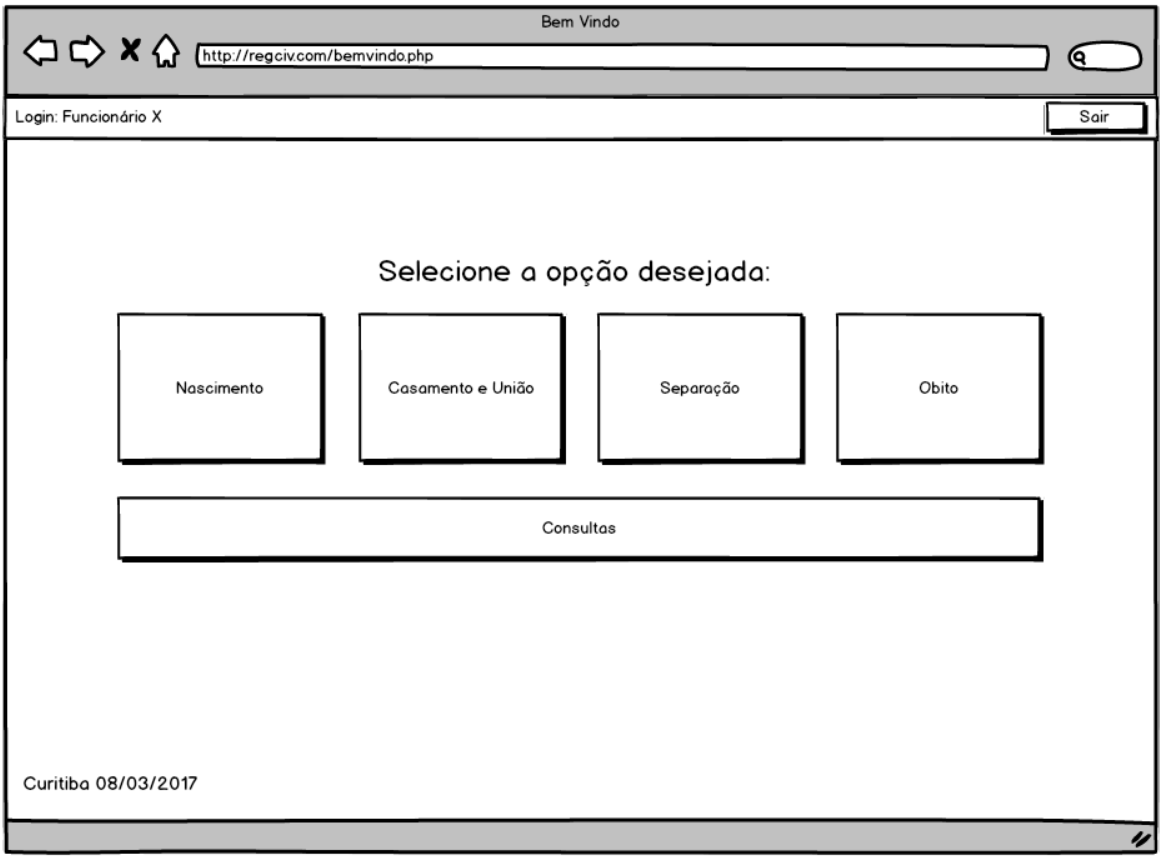 Bem Vindo
http://regciv.com/bemvindo.php
Login: Funcionário X
Sair
Selecione a opção desejada:
Nascimento
Casamento e União
Separação
Obito
Consultas
Curitiba 08/03/2017